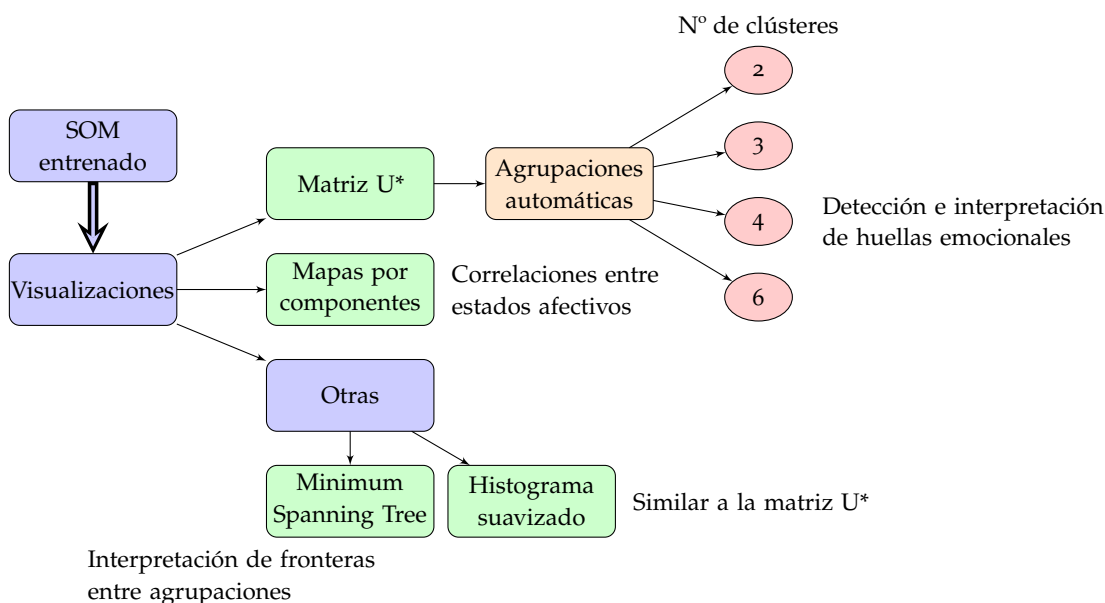 Nº de clústeres
2
SOM
entrenado
3
Matriz U*
Agrupaciones
automáticas
4
Detección e interpretación
de huellas emocionales
Visualizaciones
Mapas por
componentes
Correlaciones entre
estados afectivos
6
Otras
Minimum
Spanning Tree
Histograma
suavizado
Similar a la matriz U*
Interpretación de fronteras
entre agrupaciones